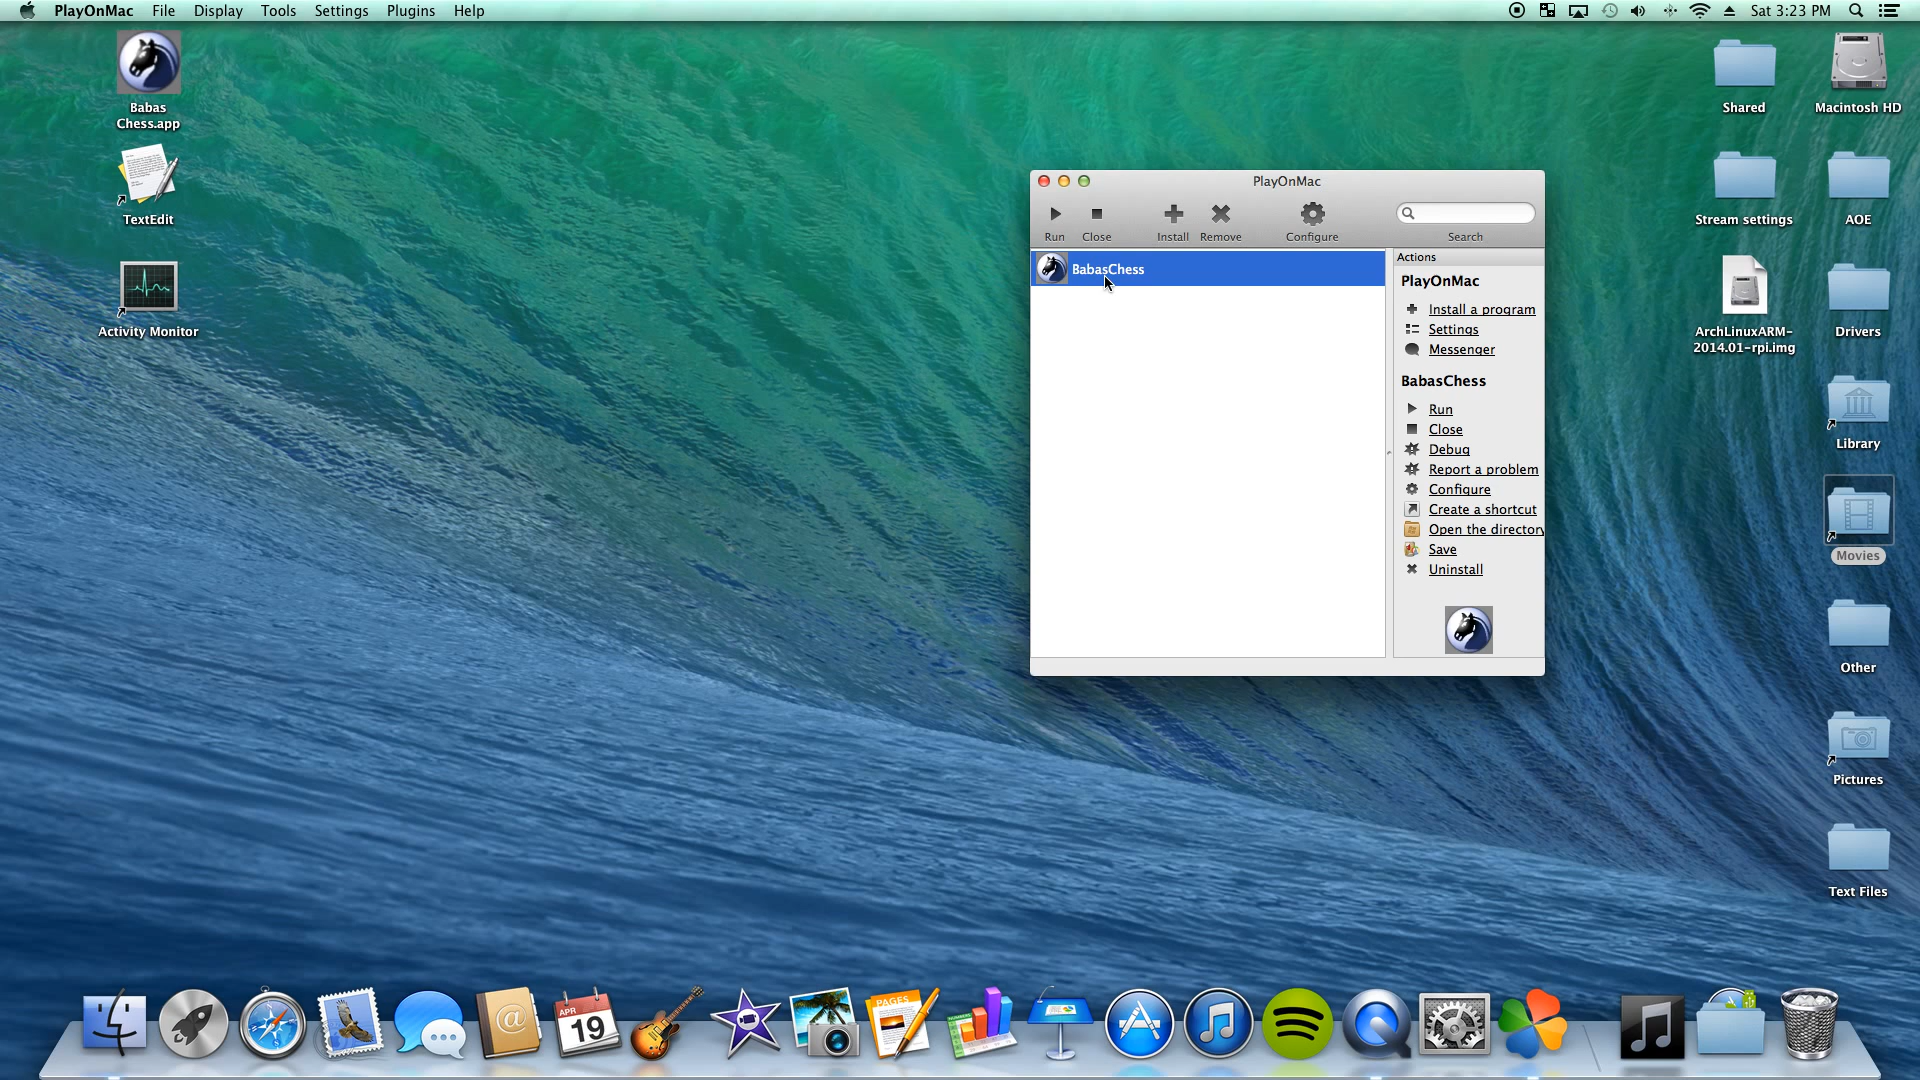 PlayOnMac File Display Tools Settings Plugins Help
Sat 3:23 PM
Babas
Chess.app
TextEdit
Activity Monitor
PlayOnMac
Run Close Install Remove Configure Search
BabasChess
Actions
PlayOnMac
Install a program
Settings
Messenger
BabasChess
Run
Close
Debug
Report a problem
Configure
Create a shortcut
Open the directory
Save
Uninstall
Shared
Macintosh HD
Stream settings
AOE
ArchLinuxARM-
2014.01-rpi.img
Drivers
Library
Movies
Other
Pictures
Text Files
APR
19
PAGES